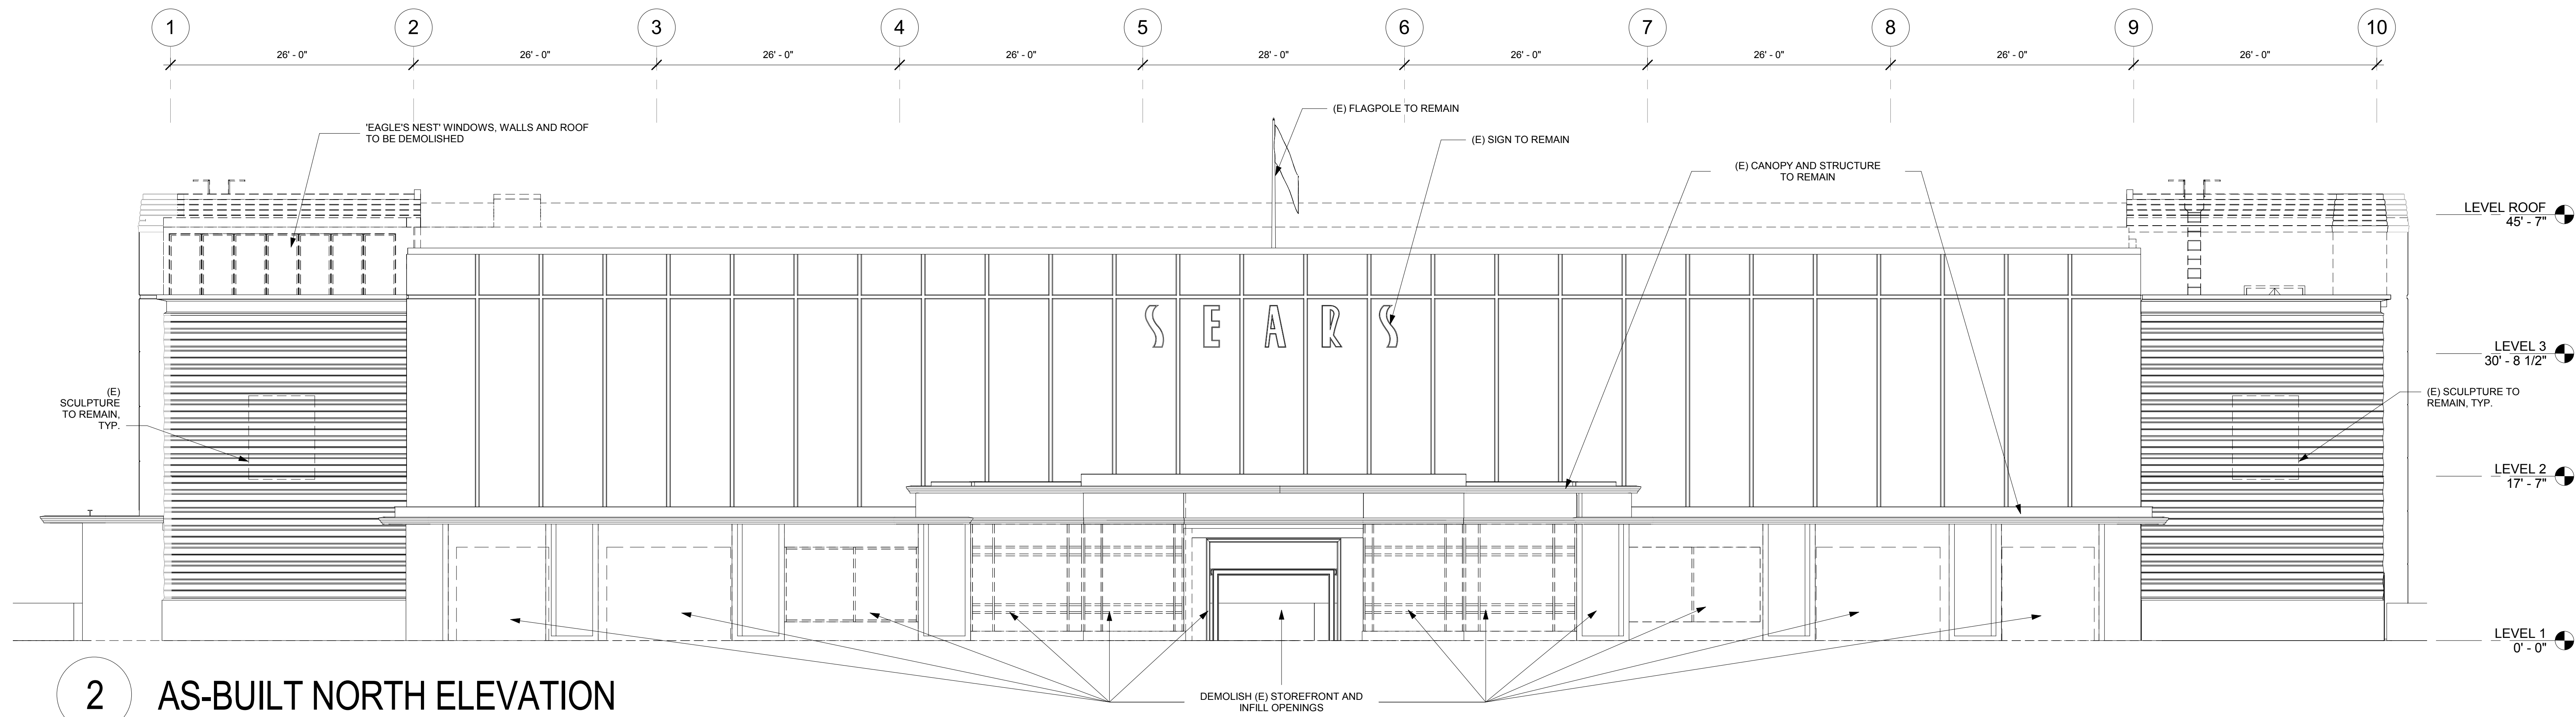 1 2 3 4 5 6 7 8 9 10
26' - 0" 26' - 0" 26' - 0" 26' - 0" 28' - 0" 26' - 0" 26' - 0" 26' - 0" 26' - 0"
(E) FLAGPOLE TO REMAIN
'EAGLE'S NEST' WINDOWS, WALLS AND ROOF
TO BE DEMOLISHED
(E) SIGN TO REMAIN
(E) CANOPY AND STRUCTURE
TO REMAIN
LEVEL ROOF
45' - 7"
SEARS
LEVEL 3
30' - 8 1/2"
(E)
SCULPTURE
TO REMAIN,
TYP.
(E) SCULPTURE TO
REMAIN, TYP.
LEVEL 2
17' - 7"
LEVEL 1
0' - 0"
DEMOLISH (E) STOREFRONT AND
INFILL OPENINGS
2 AS-BUILT NORTH ELEVATION